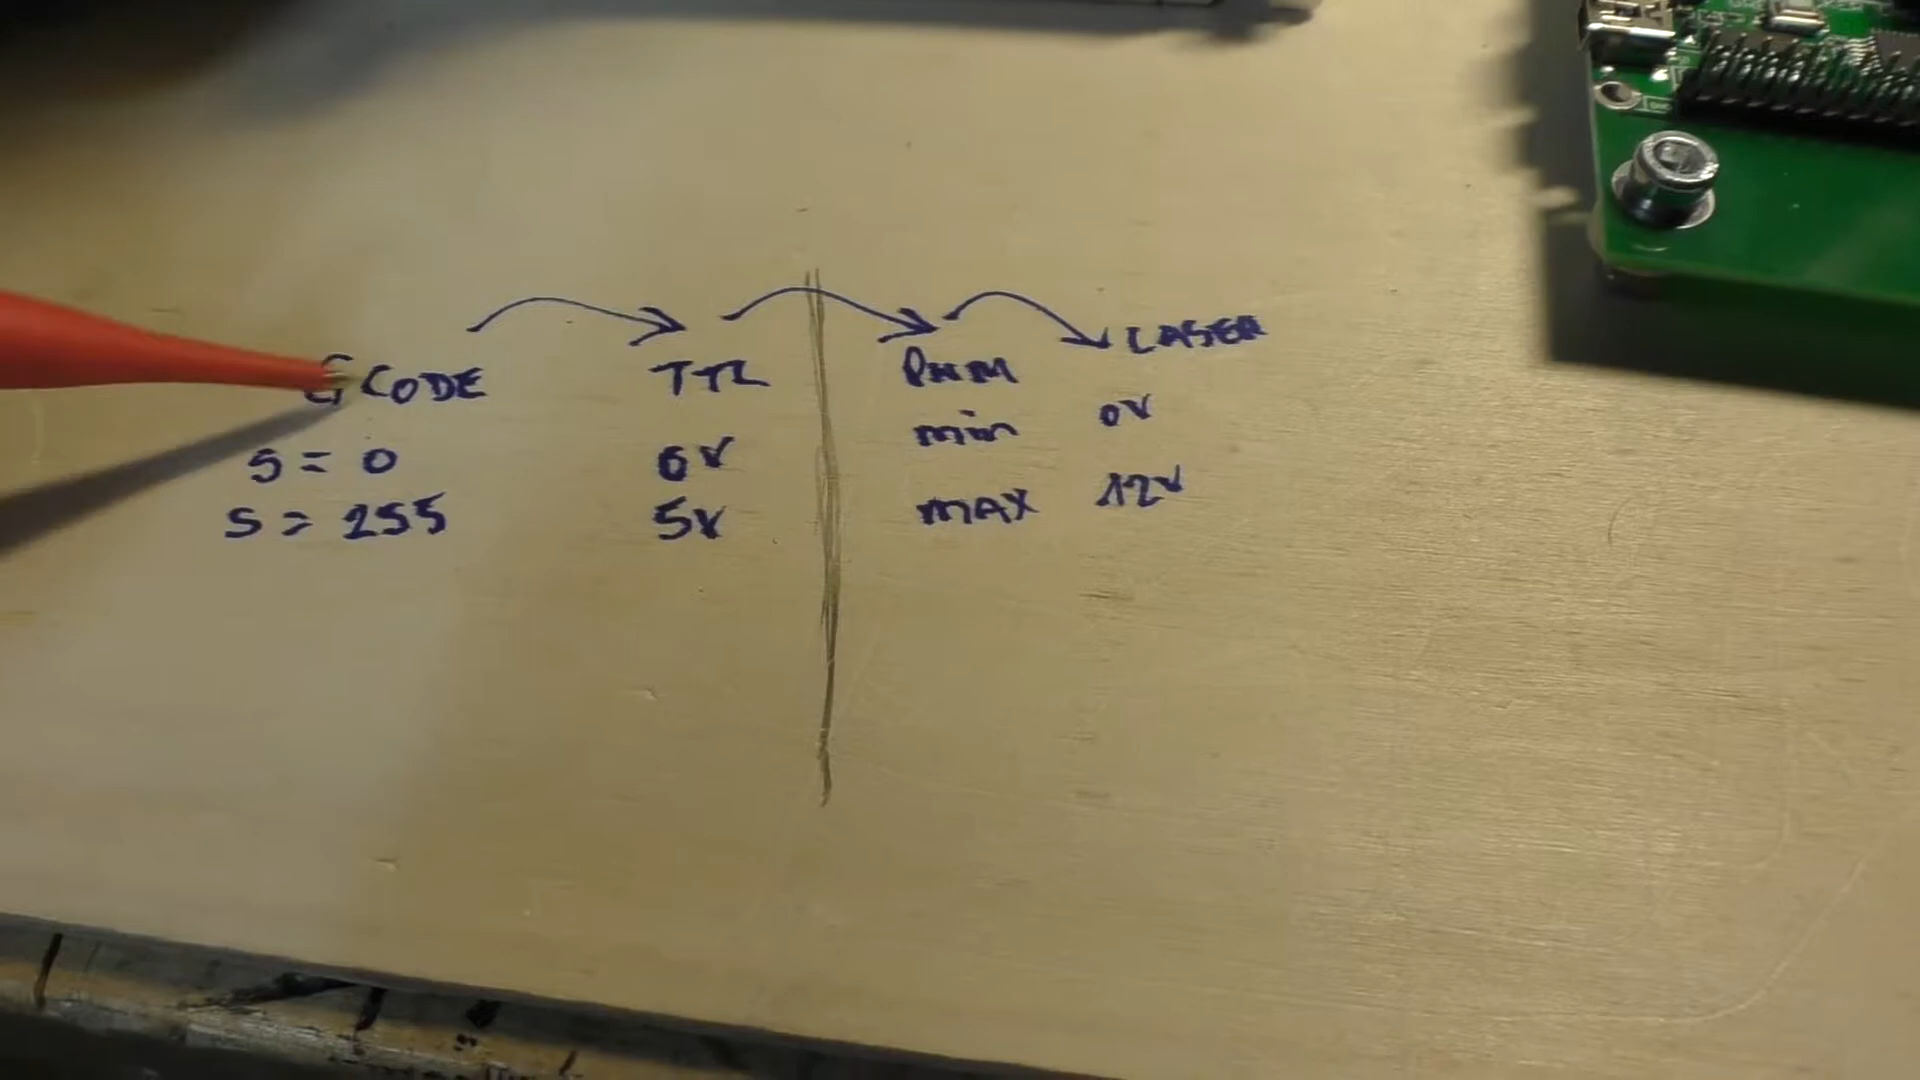 GCODE TTL PWM LASER
min 0V
S = 0 0V
S = 255 5V MAX 12V